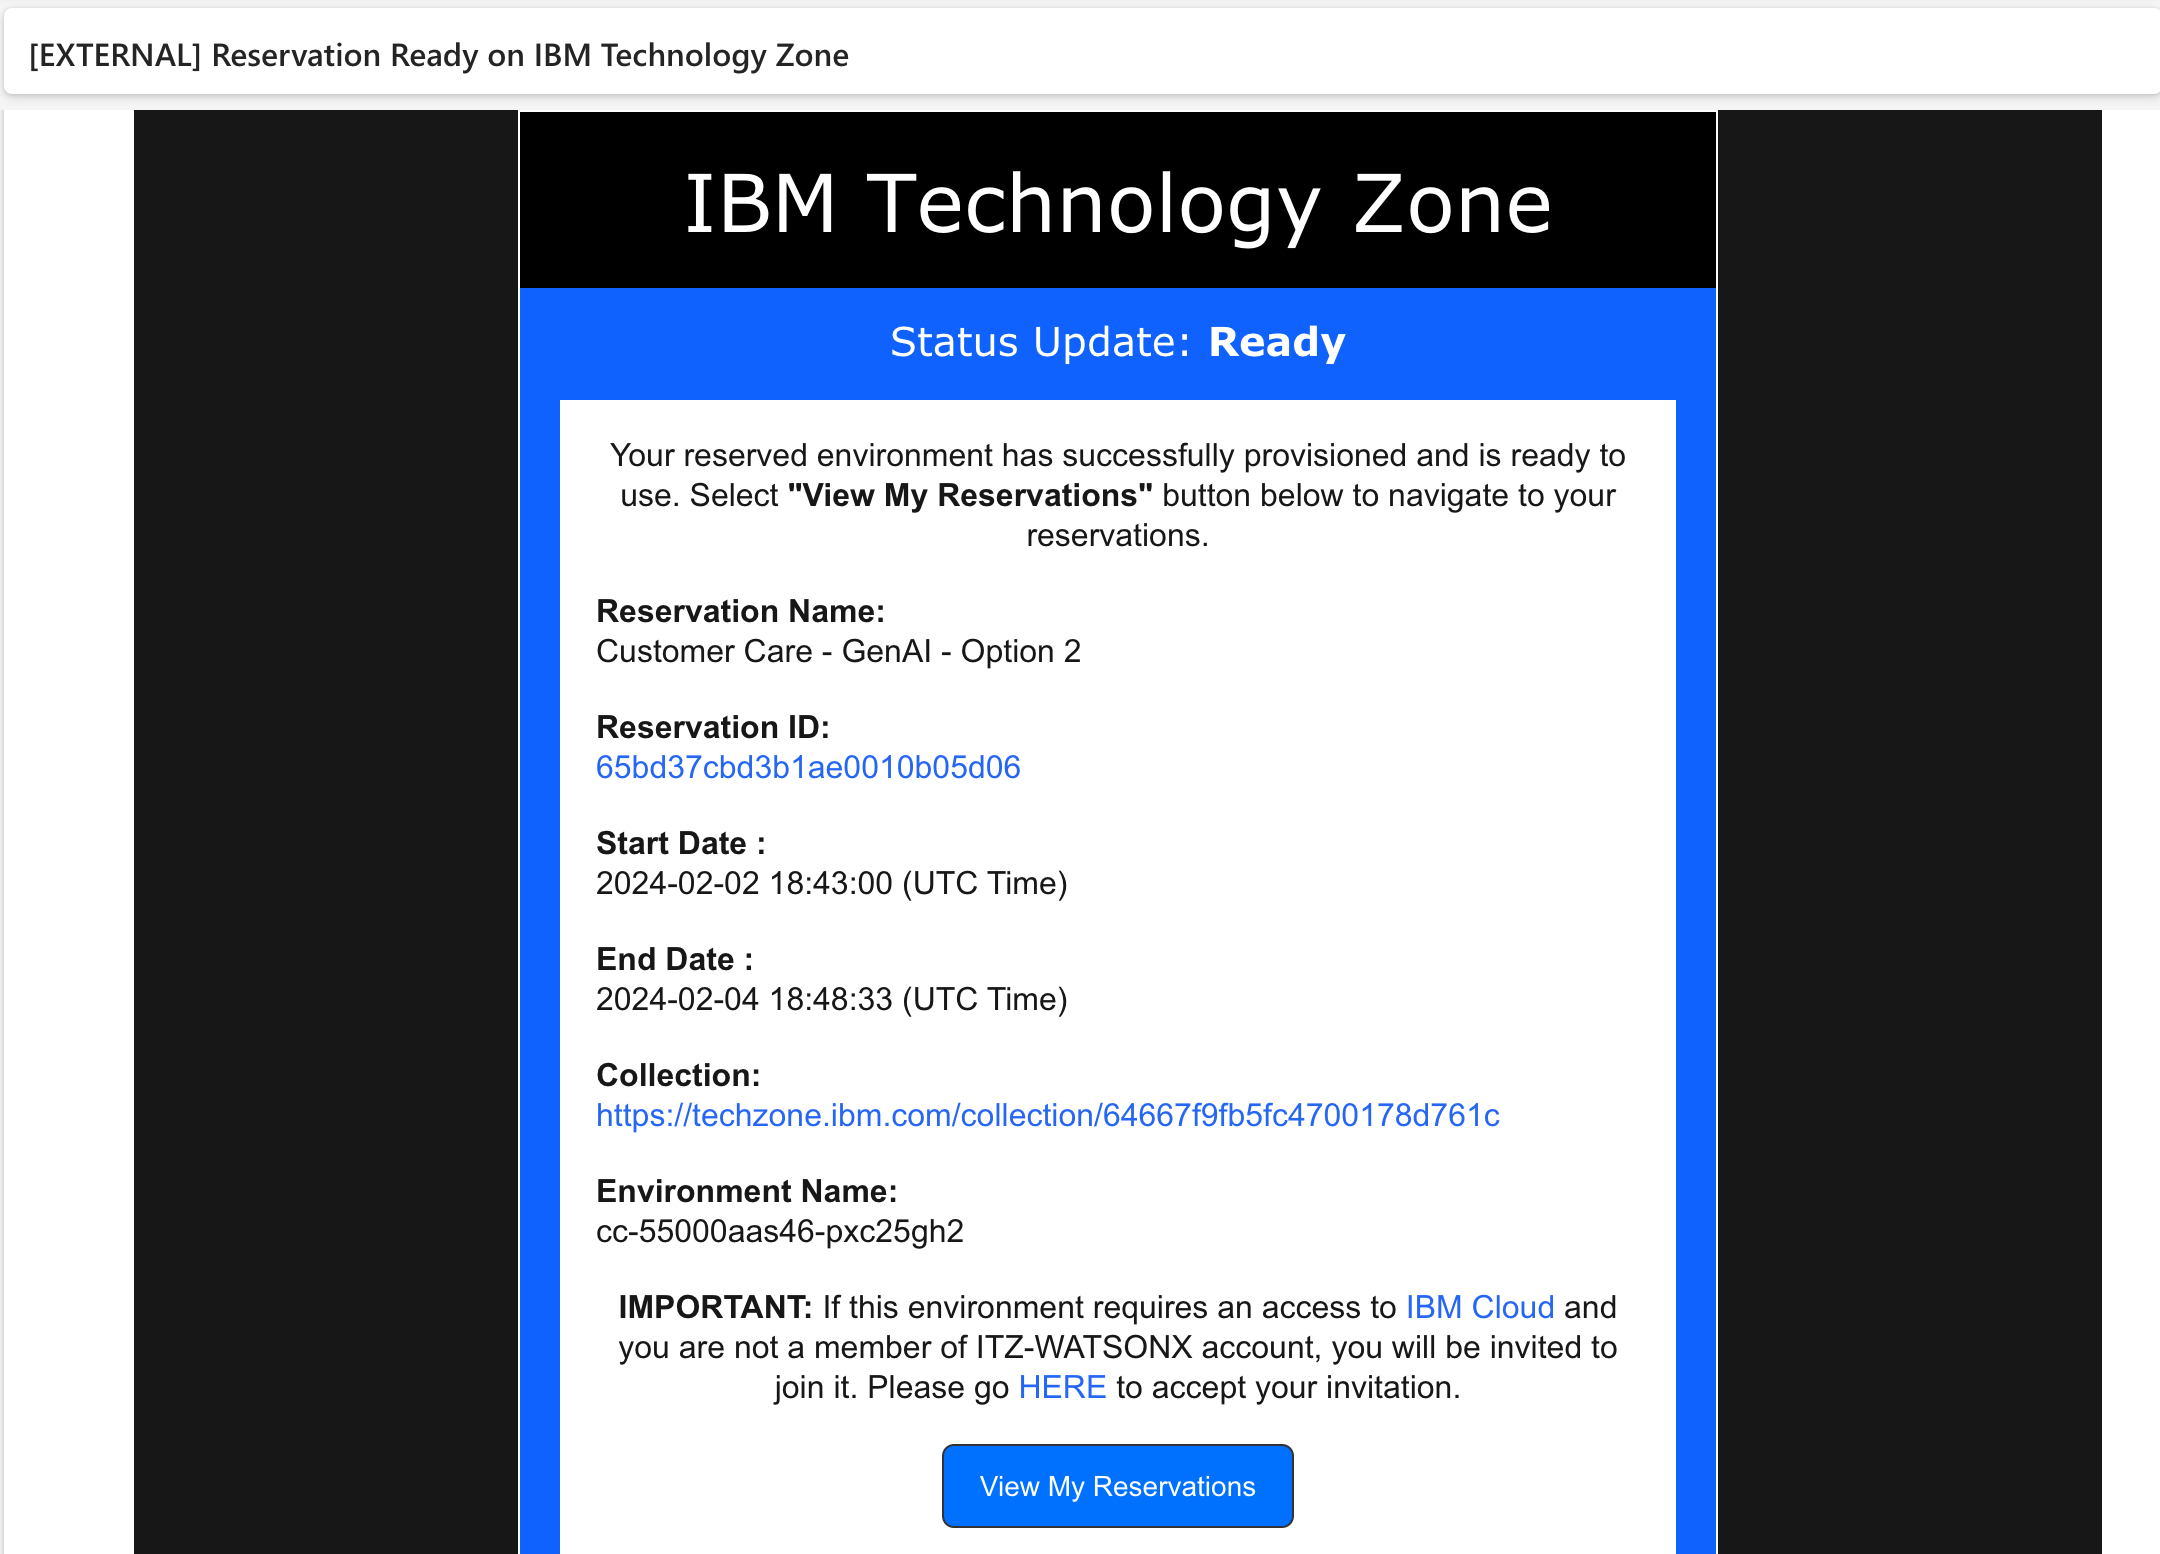 [EXTERNAL] Reservation Ready on IBM Technology Zone
IBM Technology Zone
Status Update: Ready
Your reserved environment has successfully provisioned and is ready to
use. Select "View My Reservations" button below to navigate to your
reservations.
Reservation Name:
Customer Care - GenAI - Option 2
Reservation ID:
65bd37cbd3b1ae0010b05d06
Start Date :
2024-02-02 18:43:00 (UTC Time)
End Date :
2024-02-04 18:48:33 (UTC Time)
Collection:
https://techzone.ibm.com/collection/64667f9fb5fc4700178d761c
Environment Name:
cc-55000aas46-pxc25gh2
IMPORTANT: If this environment requires an access to IBM Cloud and
you are not a member of ITZ-WATSONX account, you will be invited to
join it. Please go HERE to accept your invitation.
View My Reservations